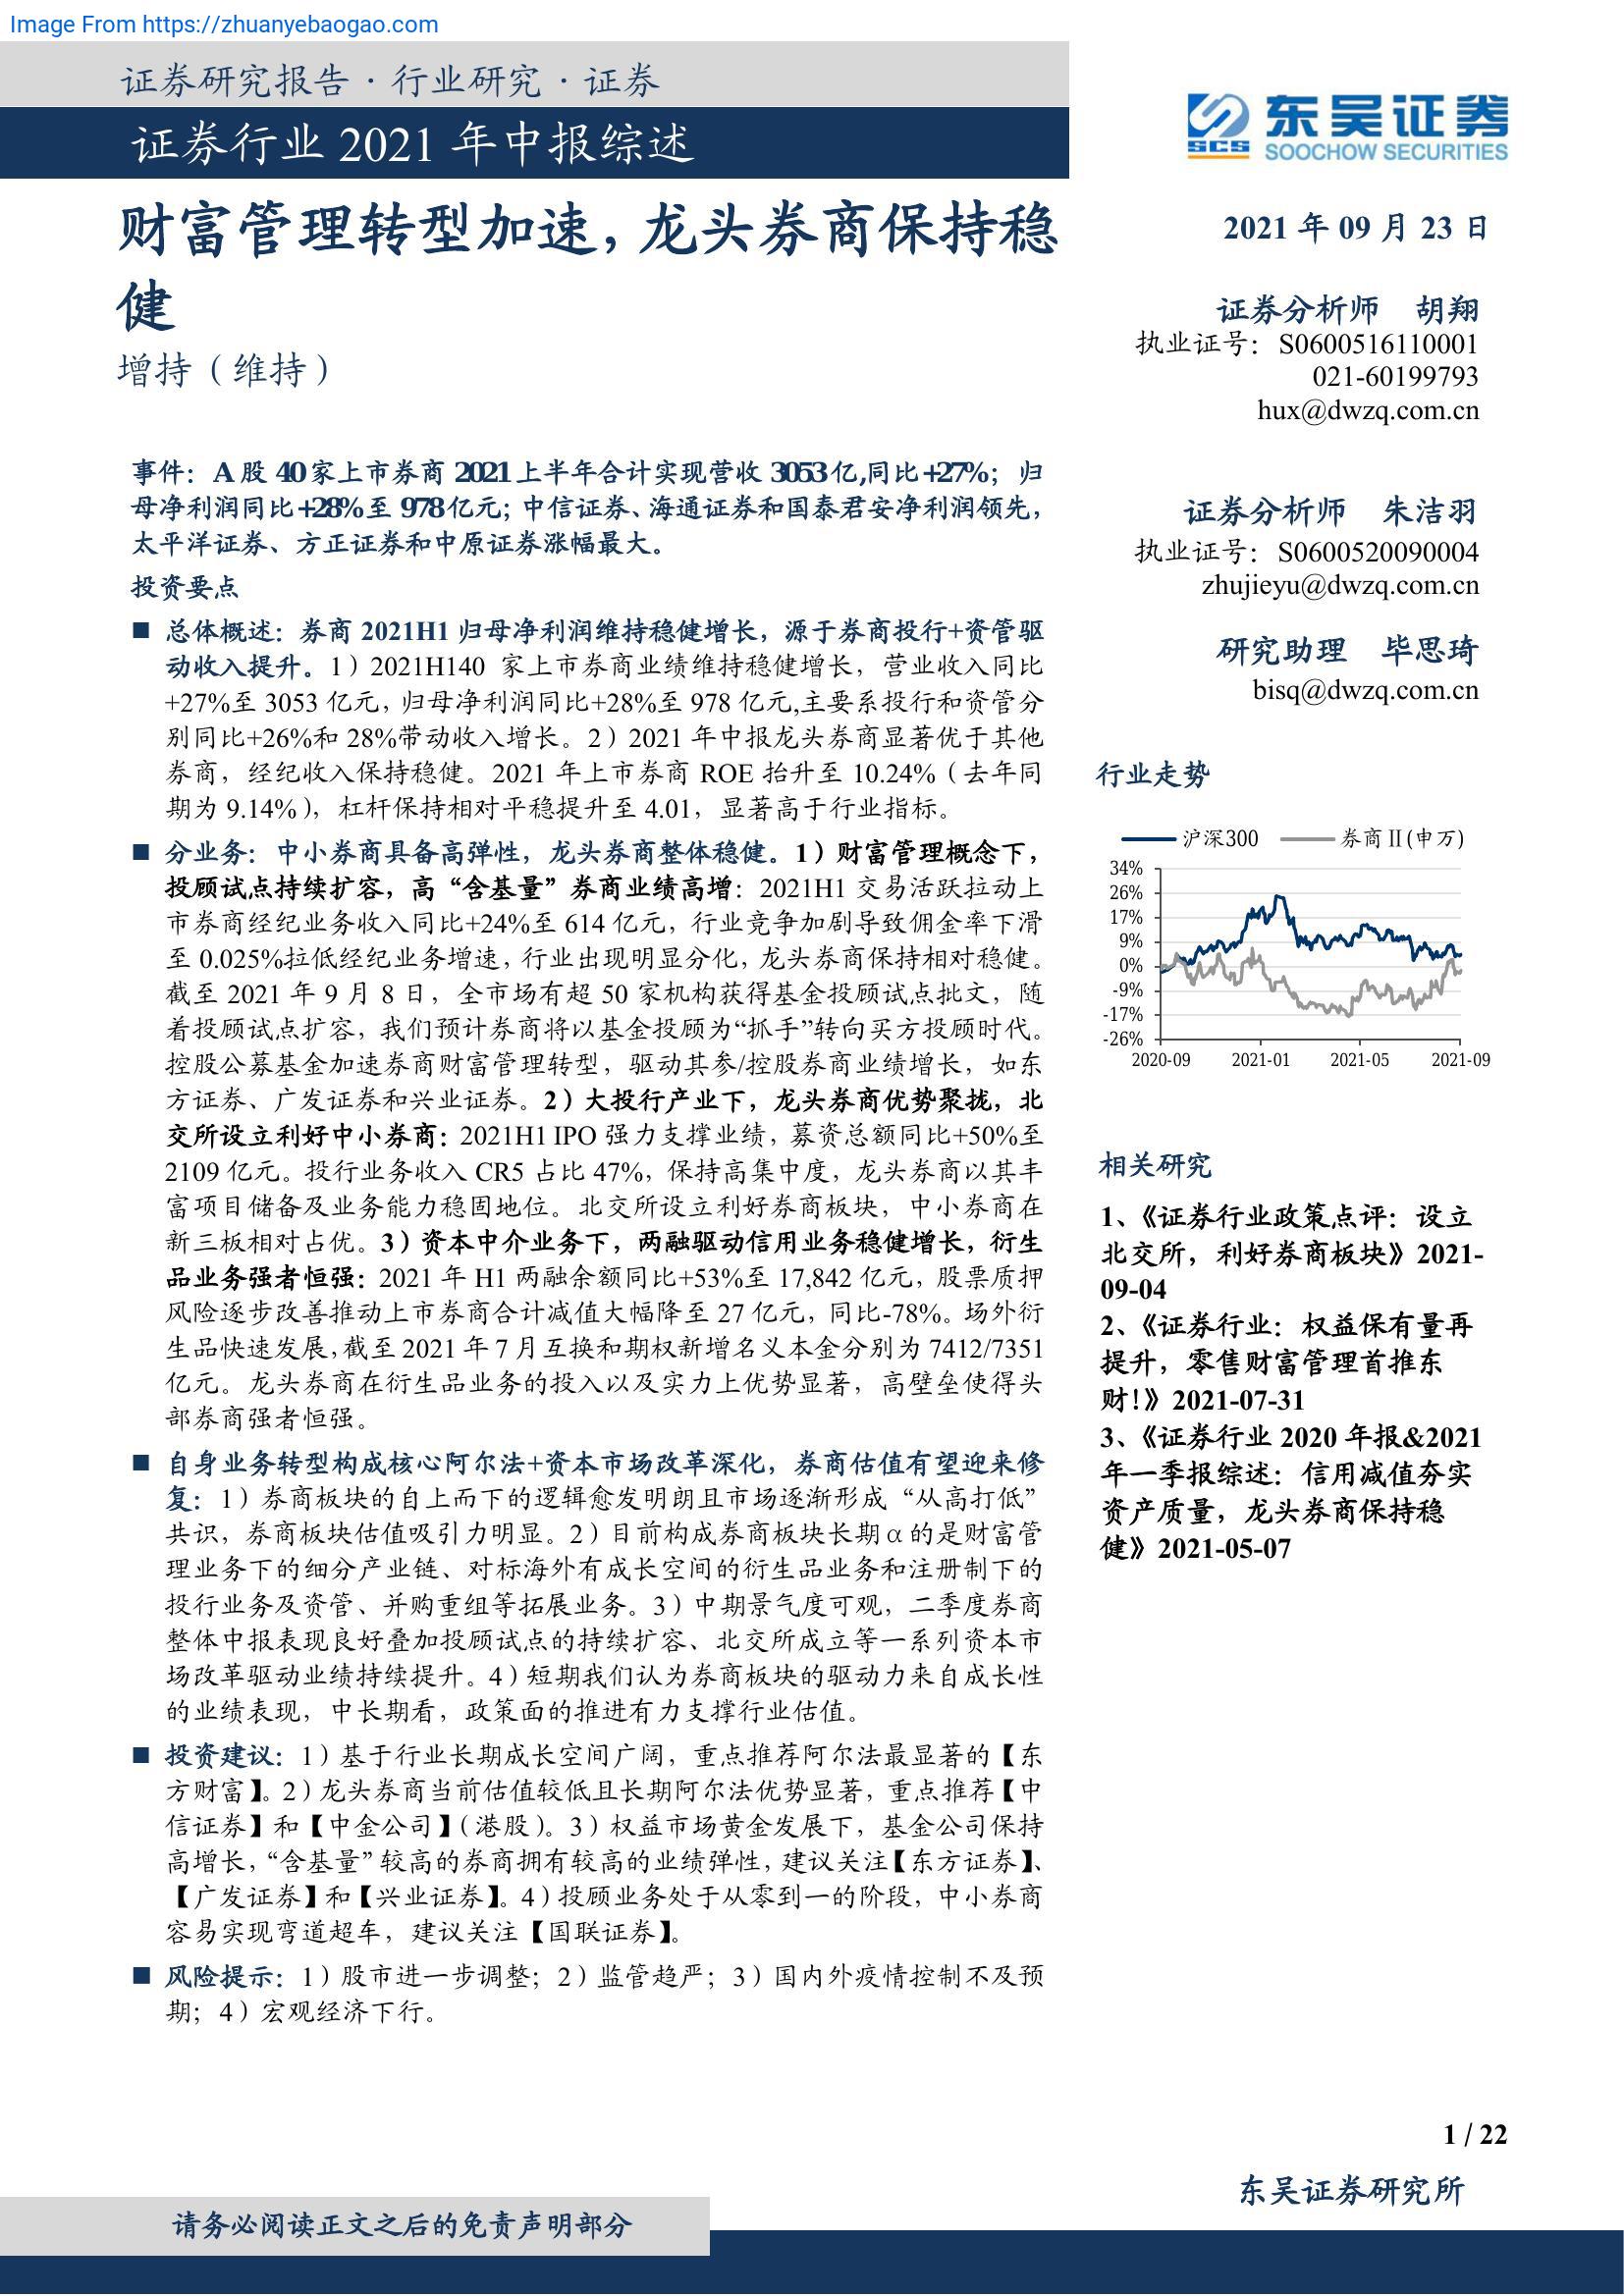 Image From https://zhuanyebaogao.com
证券研究报告·行业研究·证券
证券行业 2021 年中报综述
东吴证券
SCS
SOOCHOW SECURITIES
财富管理转型加速，龙头券商保持稳
健
增持（维持）
事件：A 股 40 家上市券商 2021 上半年合计实现营收 3053 亿,同比+27%；归
母净利润同比+28%至 978 亿元；中信证券、海通证券和国泰君安净利润领先，
太平洋证券、方正证券和中原证券涨幅最大。
投资要点
■ 总体概述：券商 2021H1 归母净利润维持稳健增长，源于券商投行+资管驱
动收入提升。1）2021H140 家上市券商业绩维持稳健增长，营业收入同比
+27%至 3053 亿元，归母净利润同比+28%至 978 亿元,主要系投行和资管分
别同比+26%和 28%带动收入增长。2）2021 年中报龙头券商显著优于其他
券商，经纪收入保持稳健。2021 年上市券商 ROE 抬升至 10.24%（去年同
期为 9.14%），杠杆保持相对平稳提升至 4.01，显著高于行业指标。
■ 分业务：中小券商具备高弹性，龙头券商整体稳健。1）财富管理概念下，
投顾试点持续扩容，高“含基量”券商业绩高增：2021H1 交易活跃拉动上
市券商经纪业务收入同比+24%至 614 亿元，行业竞争加剧导致佣金率下滑
至 0.025%拉低经纪业务增速，行业出现明显分化，龙头券商保持相对稳健。
截至 2021 年 9 月 8 日，全市场有超 50 家机构获得基金投顾试点批文，随
着投顾试点扩容，我们预计券商将以基金投顾为“抓手”转向买方投顾时代。
控股公募基金加速券商财富管理转型，驱动其参/控股券商业绩增长，如东
方证券、广发证券和兴业证券。2）大投行产业下，龙头券商优势聚拢，北
交所设立利好中小券商：2021H1 IPO 强力支撑业绩，募资总额同比+50%至
2109 亿元。投行业务收入 CR5 占比 47%，保持高集中度，龙头券商以其丰
富项目储备及业务能力稳固地位。北交所设立利好券商板块，中小券商在
新三板相对占优。3）资本中介业务下，两融驱动信用业务稳健增长，衍生
品业务强者恒强：2021 年 H1 两融余额同比+53%至 17,842 亿元，股票质押
风险逐步改善推动上市券商合计减值大幅降至 27 亿元，同比-78%。场外衍
生品快速发展，截至 2021 年 7 月互换和期权新增名义本金分别为 7412/7351
亿元。龙头券商在衍生品业务的投入以及实力上优势显著，高壁垒使得头
部券商强者恒强。
■ 自身业务转型构成核心阿尔法+资本市场改革深化，券商估值有望迎来修
复：1）券商板块的自上而下的逻辑愈发明朗且市场逐渐形成“从高打低”
共识，券商板块估值吸引力明显。2）目前构成券商板块长期α的是财富管
理业务下的细分产业链、对标海外有成长空间的衍生品业务和注册制下的
投行业务及资管、并购重组等拓展业务。3）中期景气度可观，二季度券商
整体中报表现良好叠加投顾试点的持续扩容、北交所成立等一系列资本市
场改革驱动业绩持续提升。4）短期我们认为券商板块的驱动力来自成长性
的业绩表现，中长期看，政策面的推进有力支撑行业估值。
■ 投资建议：1）基于行业长期成长空间广阔，重点推荐阿尔法最显著的【东
方财富】。2）龙头券商当前估值较低且长期阿尔法优势显著，重点推荐【中
信证券】和【中金公司】（港股）。3）权益市场黄金发展下，基金公司保持
高增长，“含基量”较高的券商拥有较高的业绩弹性，建议关注【东方证券】、
【广发证券】和【兴业证券】。4）投顾业务处于从零到一的阶段，中小券商
容易实现弯道超车，建议关注【国联证券】。
■ 风险提示：1）股市进一步调整；2）监管趋严；3）国内外疫情控制不及预
期；4）宏观经济下行。
2021 年 09 月 23 日
证券分析师 胡翔
执业证号：S0600516110001
021-60199793
hux@dwzq.com.cn
证券分析师 朱洁羽
执业证号：S0600520090004
zhujieyu@dwzq.com.cn
研究助理 毕思琦
bisq@dwzq.com.cn
行业走势
沪深300 券商Ⅱ(申万)
34%
26%
17%
9%
0%
-9%
-17%
-26%
2020-09 2021-01 2021-05 2021-09
相关研究
1、《证券行业政策点评：设立
北交所，利好券商板块》2021-
09-04
2、《证券行业：权益保有量再
提升，零售财富管理首推东
财!》2021-07-31
3、《证券行业 2020 年报&2021
年一季报综述：信用减值夯实
资产质量，龙头券商保持稳
健》2021-05-07
1 / 22
东吴证券研究所
请务必阅读正文之后的免责声明部分